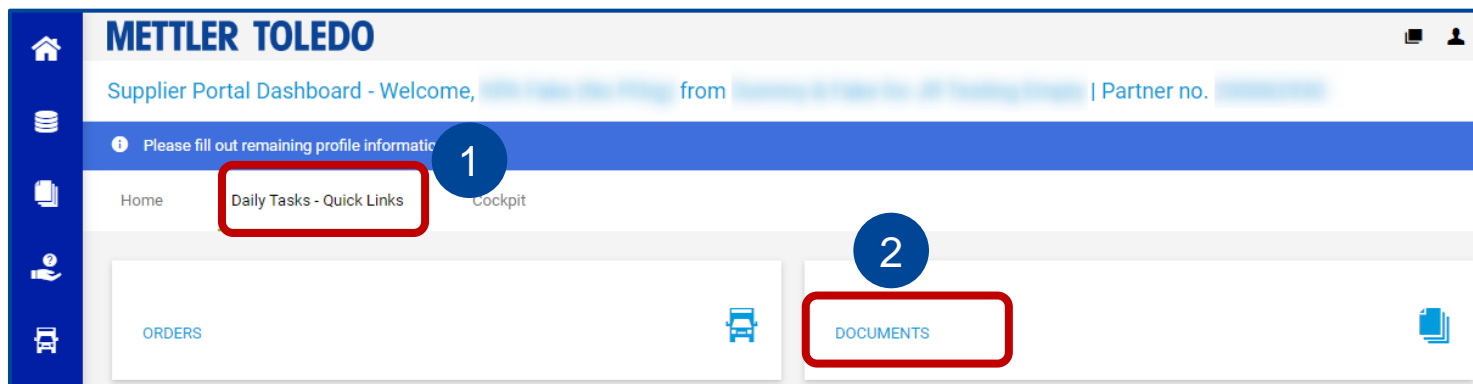 METTLER TOLEDO
Supplier Portal Dashboard - Welcome, from | Partner no.
Please fill out remaining profile informatio
1
Home Daily Tasks - Quick Links Cockpit
2
ORDERS DOCUMENTS